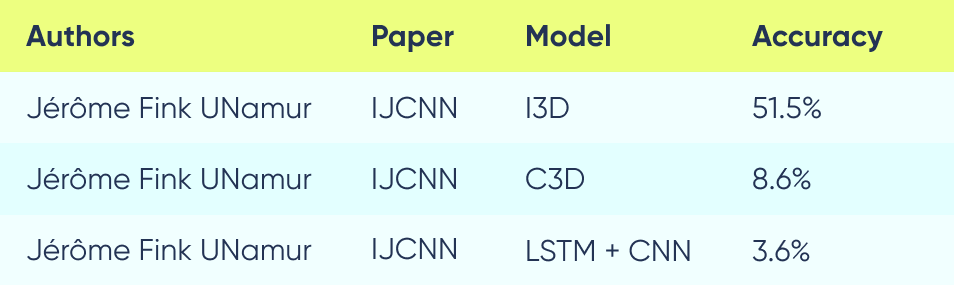 Authors Paper Model Accuracy
Jérôme Fink UNamur IJCNN I3D 51.5%
Jérôme Fink UNamur IJCNN C3D 8.6%
Jérôme Fink UNamur IJCNN LSTM + CNN 3.6%